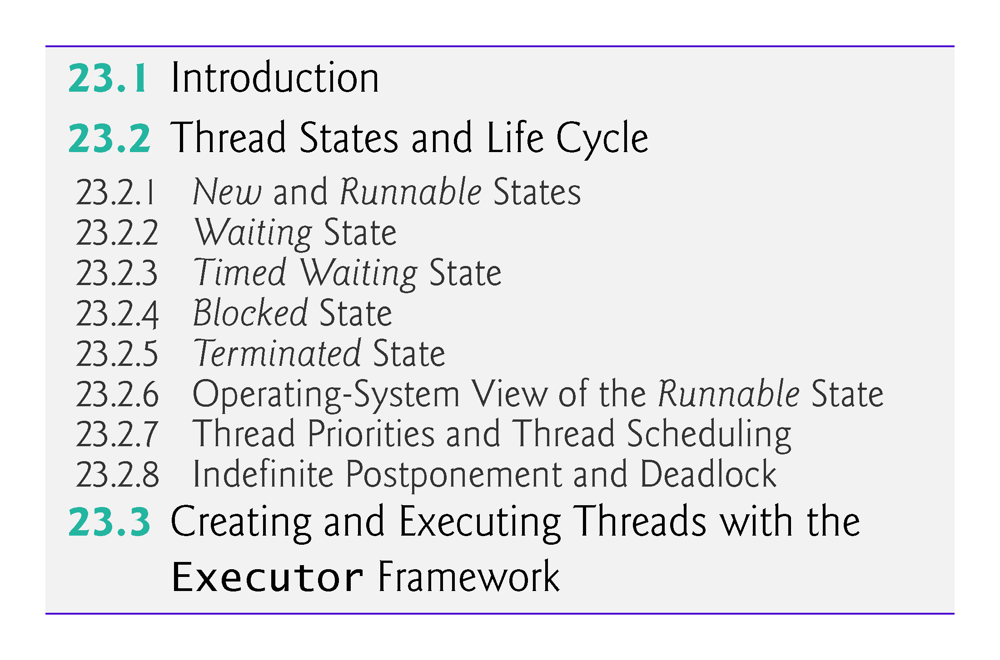 23.1 Introduction
23.2 Thread States and Life Cycle
23.2.1 New and Runnable States
23.2.2 Waiting State
23.2.3 Timed Waiting State
23.2.4 Blocked State
23.2.5 Terminated State
23.2.6 Operating-System View of the Runnable State
23.2.7 Thread Priorities and Thread Scheduling
23.2.8 Indefinite Postponement and Deadlock
23.3 Creating and Executing Threads with the
Executor Framework